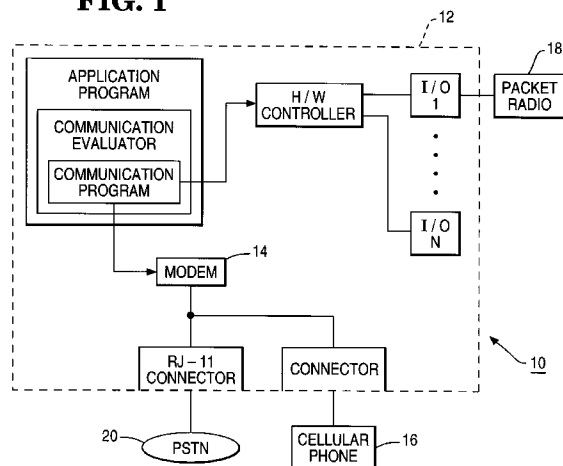 FIG. 1
12
18
APPLICATION
PROGRAM
COMMUNICATION
EVALUATOR
COMMUNICATION
PROGRAM
H/W
CONTROLLER
I/O
1
PACKET
RADIO
I/O
N
14
MODEM
RJ-11
CONNECTOR
CONNECTOR
10
20
PSTN
CELLULAR
PHONE
16